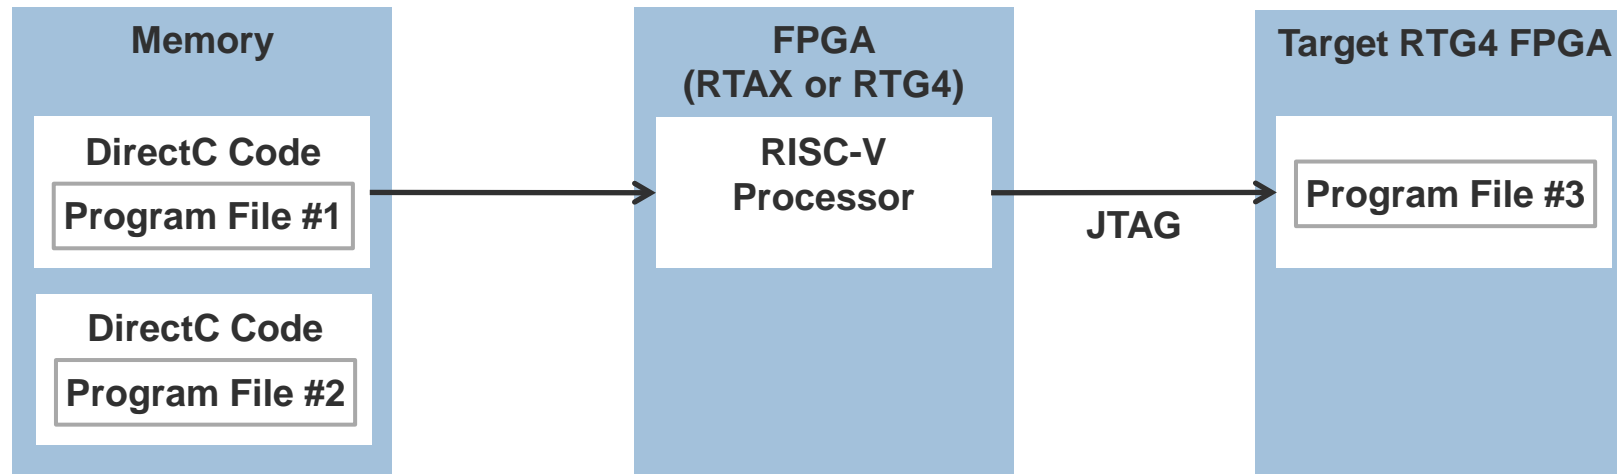 Memory
DirectC Code
Program File #1
DirectC Code
Program File #2
FPGA
(RTAX or RTG4)
RISC-V
Processor
JTAG
Target RTG4 FPGA
Program File #3